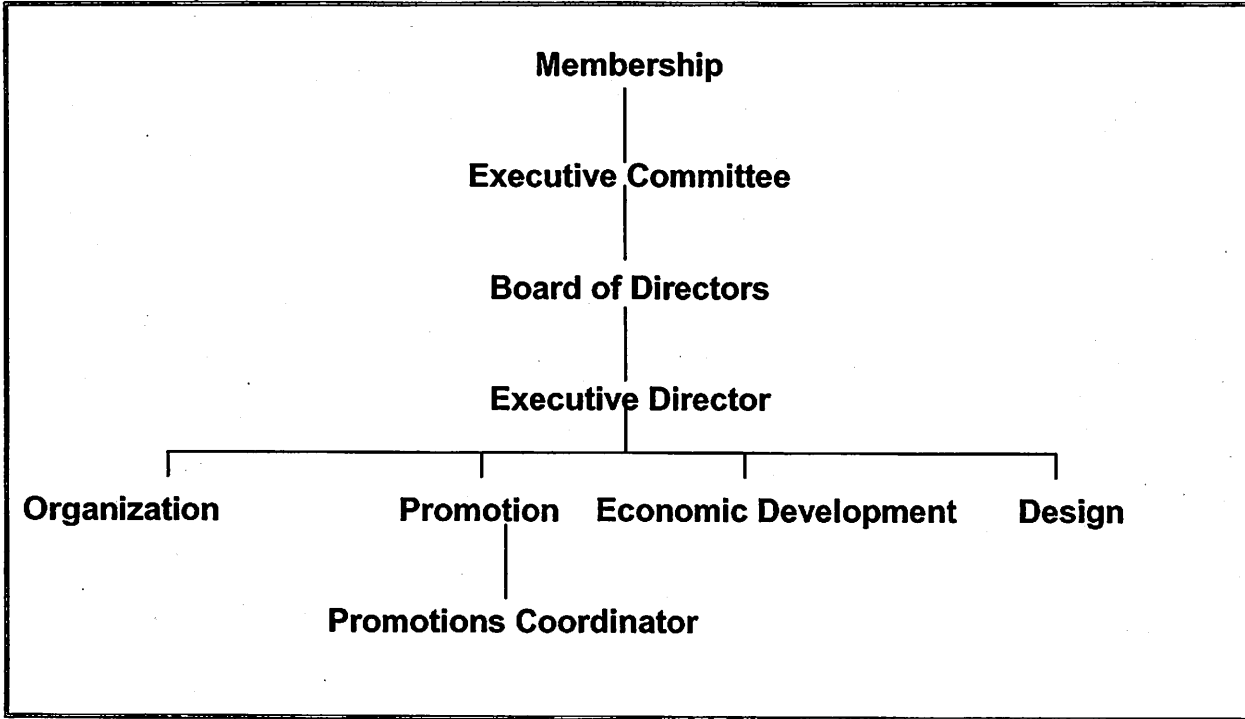 Membership
Executive Committee
Board of Directors
Executive Director
Organization Promotion Economic Development Design
Promotions Coordinator